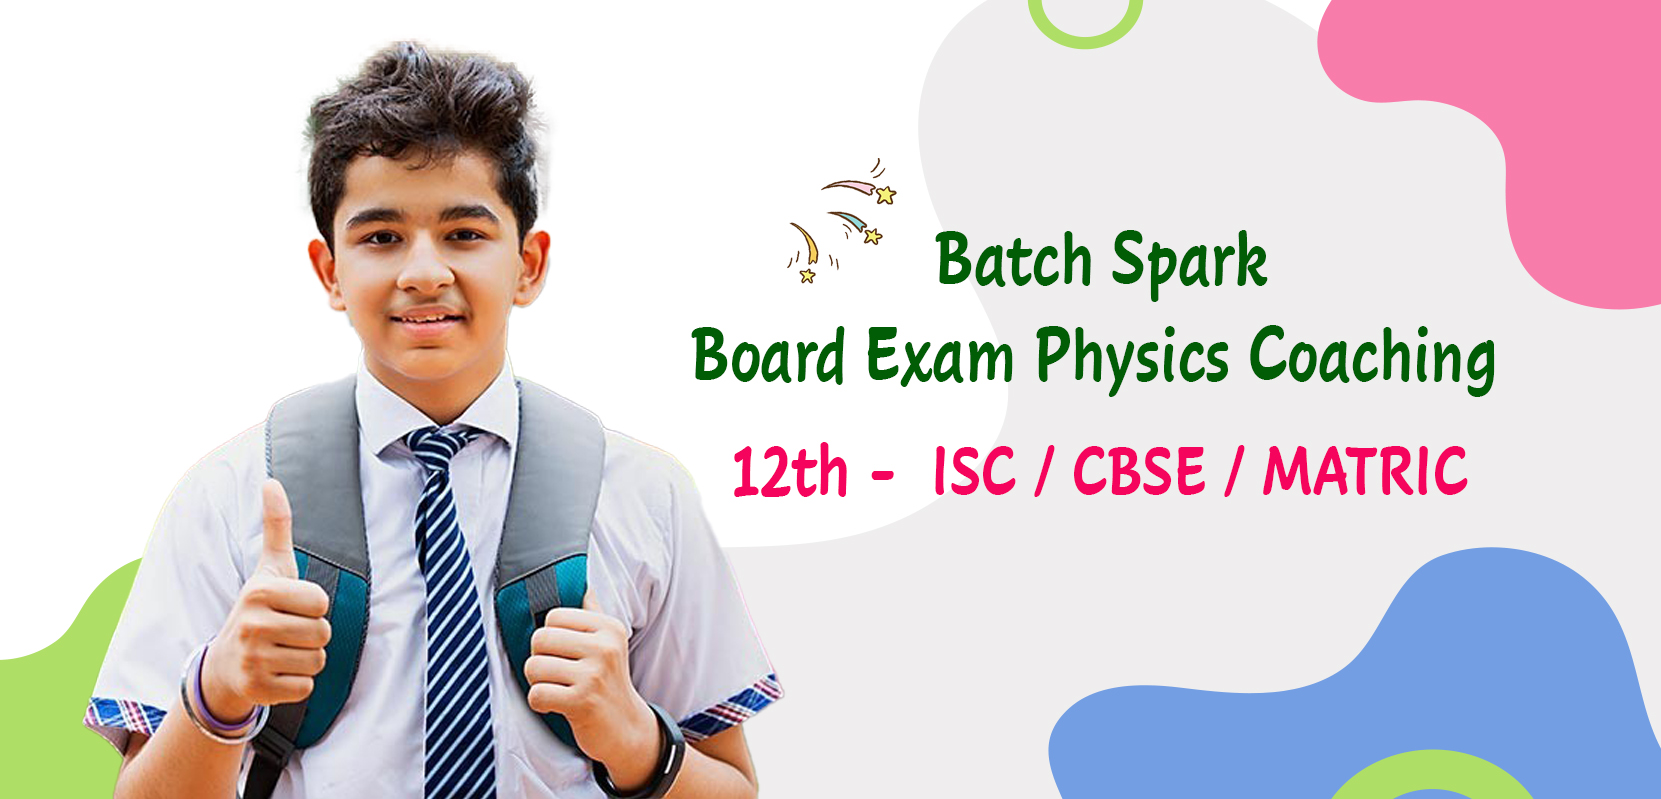 Batch Spark
Board Exam Physics Coaching
12th - ISC / CBSE / MATRIC